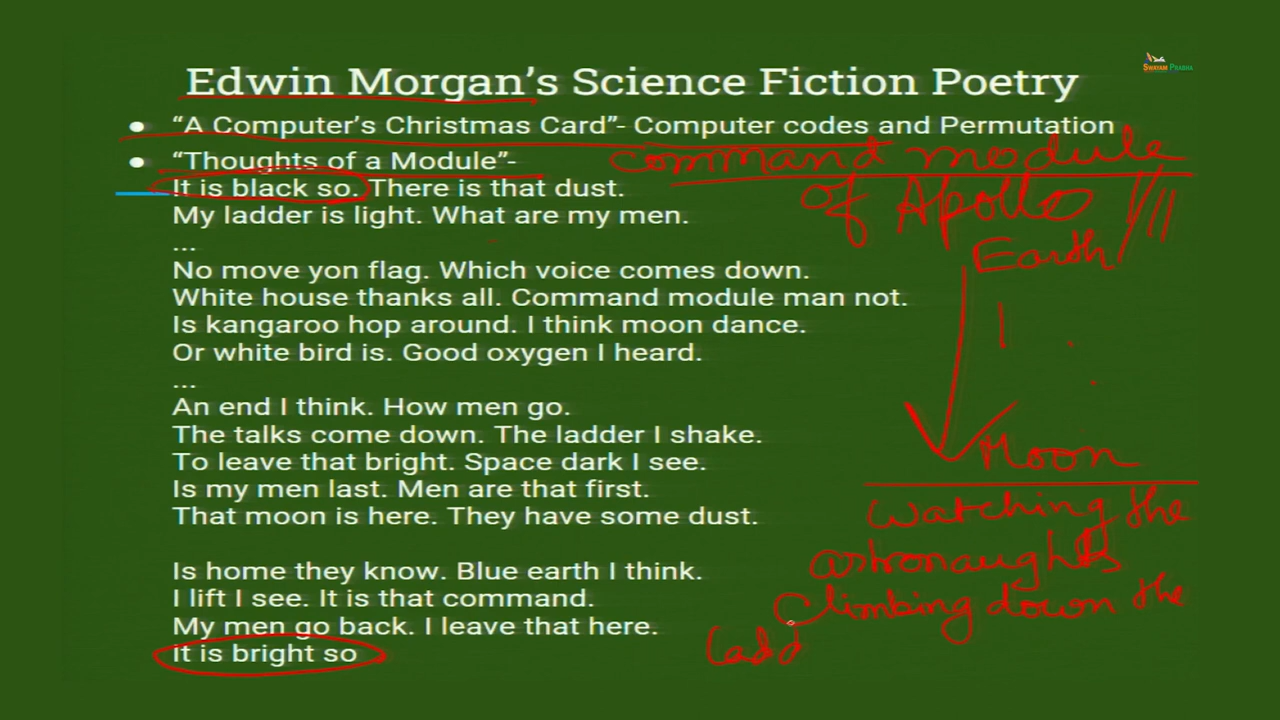 SWAYAM PRABHA
Edwin Morgan's Science Fiction Poetry
● “A Computer's Christmas Card”- Computer codes and Permutation
● “Thoughts of a Module”-
command module
of Apollo 11
It is black so. There is that dust.
My ladder is light. What are my men.
...
Earth
No move yon flag. Which voice comes down.
White house thanks all. Command module man not.
Is kangaroo hop around. I think moon dance.
Or white bird is. Good oxygen I heard.
...
An end I think. How men go.
The talks come down. The ladder I shake.
Moon
To leave that bright. Space dark I see.
Is my men last. Men are that first.
That moon is here. They have some dust.
Watching the
astronaughts
Climbing down the
ladd
Is home they know. Blue earth I think.
I lift I see. It is that command.
My men go back. I leave that here.
It is bright so